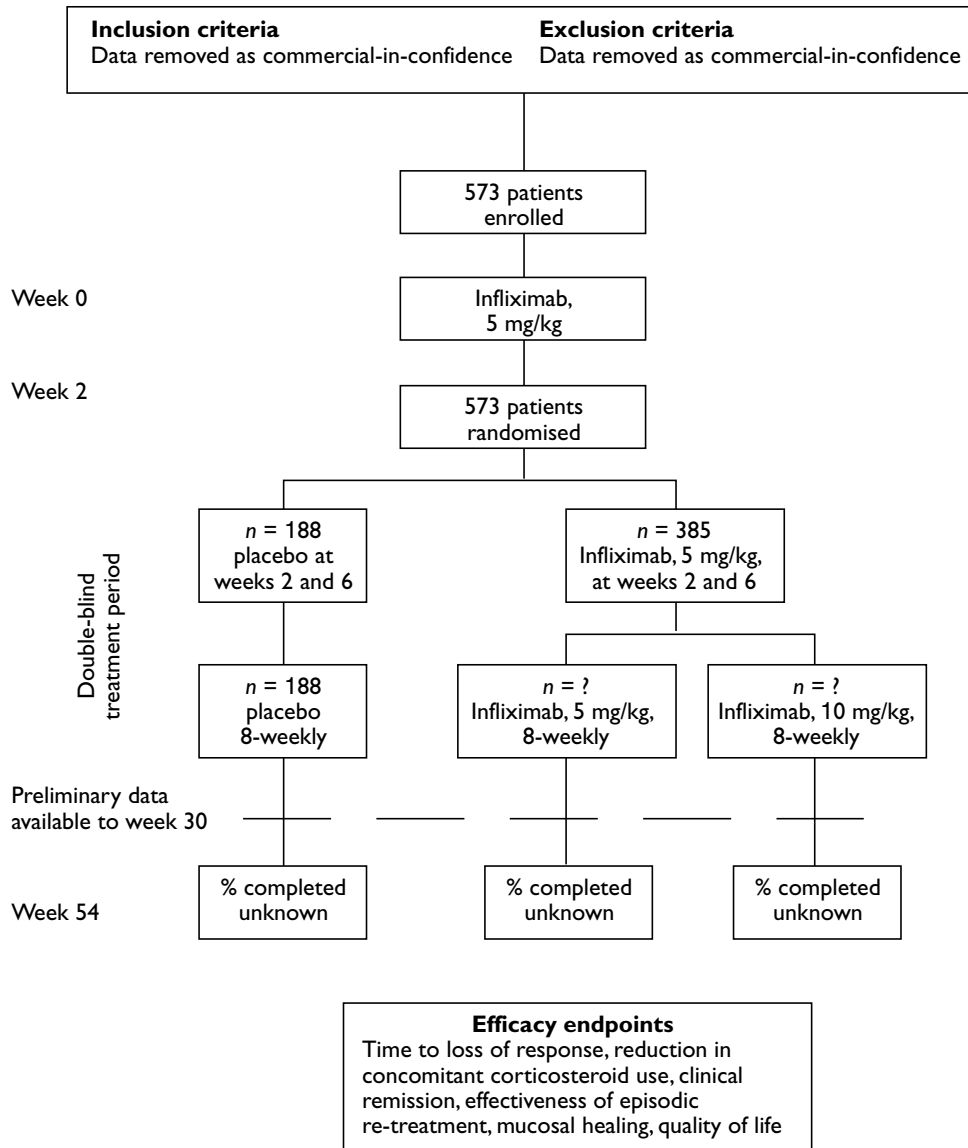 Inclusion criteria
Data removed as commercial-in-confidence
Exclusion criteria
Data removed as commercial-in-confidence
573 patients
enrolled
Week 0
Infliximab,
5 mg/kg
Week 2
573 patients
randomised
Double-blind
treatment period
n = 188
placebo at
weeks 2 and 6
n = 385
Infliximab, 5 mg/kg,
at weeks 2 and 6
n = 188
placebo
8-weekly
n = ?
Infliximab, 5 mg/kg,
8-weekly
n = ?
Infliximab, 10 mg/kg,
8-weekly
Preliminary data
available to week 30
Week 54
% completed
unknown
% completed
unknown
% completed
unknown
Efficacy endpoints
Time to loss of response, reduction in
concomitant corticosteroid use, clinical
remission, effectiveness of episodic
re-treatment, mucosal healing, quality of life